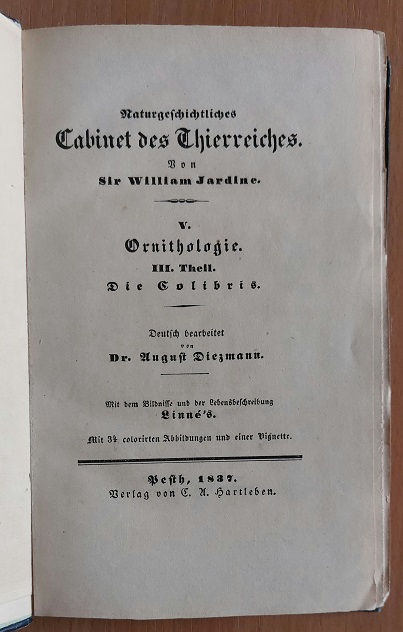 Naturgeschichtliches
Cabinet des Thierreiches.
Von
Sir William Jardine.
V.
Ornithologie.
III. Theil.
Die Colibris.
Deutsch bearbeitet
von
Dr. August Diezmann.
Mit dem Bildnisse und der Lebensbeschreibung
Linné's.
Mit 34 colorirten Abbildungen und einer Vignette.
Pesth, 1837.
Verlag von C. A. Hartleben.